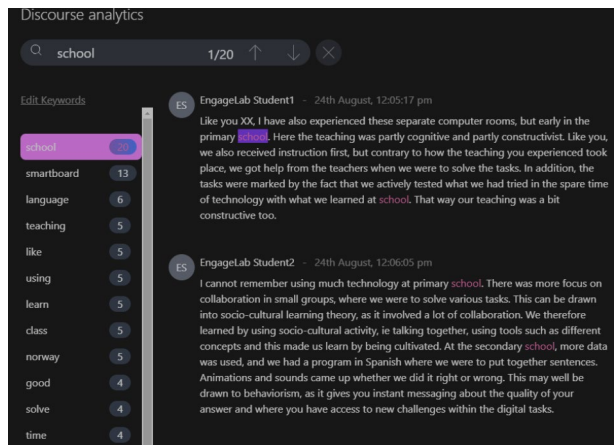 Discourse analytics
school 1/20
Edit Keywords
school 20
smartboard 13
language 6
teaching 5
like 5
using 5
learn 5
class 5
norway 5
good 4
solve 4
time 4
ES EngageLab Student1 - 24th August, 12:05:17 pm
Like you XX, I have also experienced these separate computer rooms, but early in the
primary school. Here the teaching was partly cognitive and partly constructivist. Like you,
we also received instruction first, but contrary to how the teaching you experienced took
place, we got help from the teachers when we were to solve the tasks. In addition, the
tasks were marked by the fact that we actively tested what we had tried in the spare time
of technology with what we learned at school. That way our teaching was a bit
constructive too.
ES EngageLab Student2 - 24th August, 12:06:05 pm
I cannot remember using much technology at primary school. There was more focus on
collaboration in small groups, where we were to solve various tasks. This can be drawn
into socio-cultural learning theory, as it involved a lot of collaboration. We therefore
learned by using socio-cultural activity, ie talking together, using tools such as different
concepts and this made us learn by being cultivated. At the secondary school, more data
was used, and we had a program in Spanish where we were to put together sentences.
Animations and sounds came up whether we did it right or wrong. This may well be
drawn to behaviorism, as it gives you instant messaging about the quality of your
answer and where you have access to new challenges within the digital tasks.